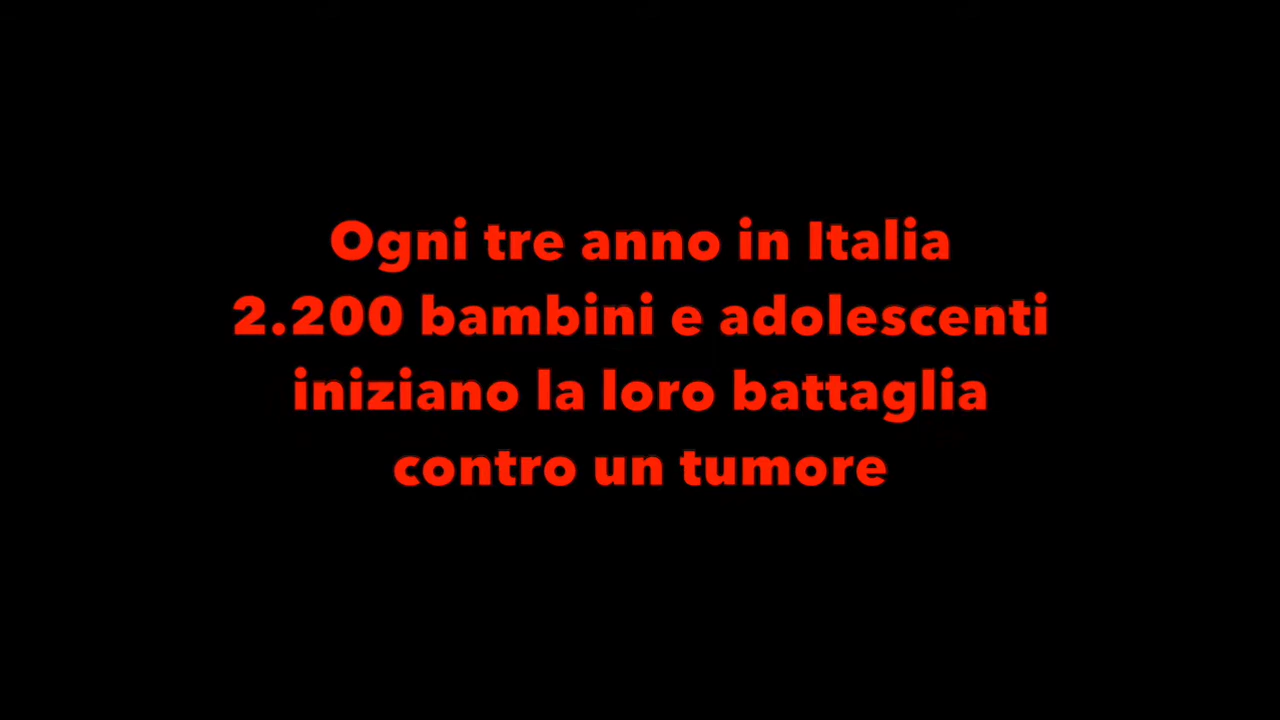 Ogni tre anno in Italia
2.200 bambini e adolescenti
iniziano la loro battaglia
contro un tumore